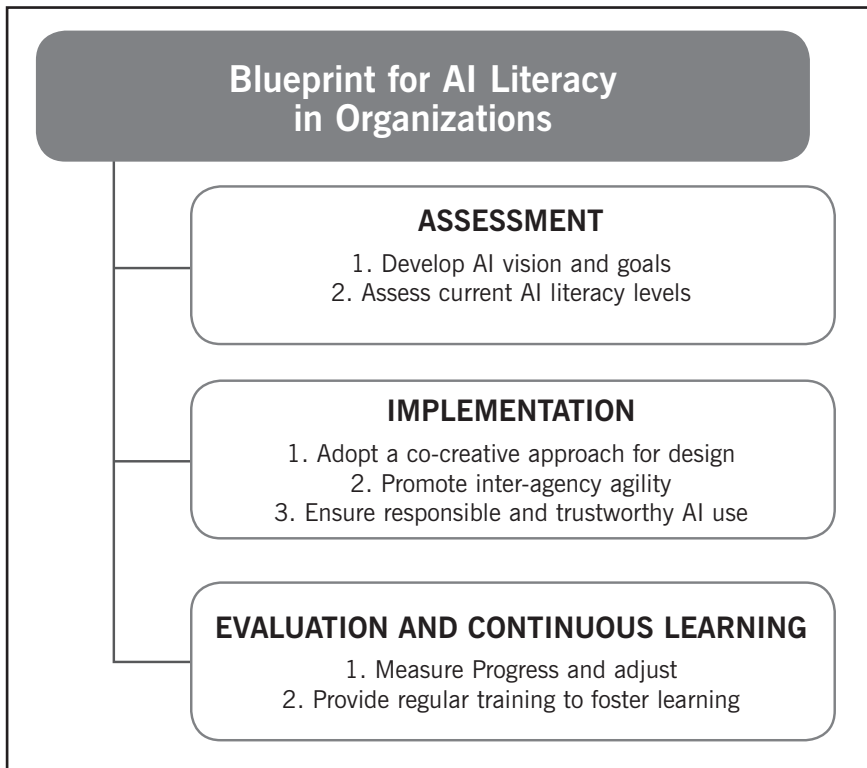 Blueprint for AI Literacy
in Organizations
ASSESSMENT
1. Develop AI vision and goals
2. Assess current AI literacy levels
IMPLEMENTATION
1. Adopt a co-creative approach for design
2. Promote inter-agency agility
3. Ensure responsible and trustworthy AI use
EVALUATION AND CONTINUOUS LEARNING
1. Measure Progress and adjust
2. Provide regular training to foster learning